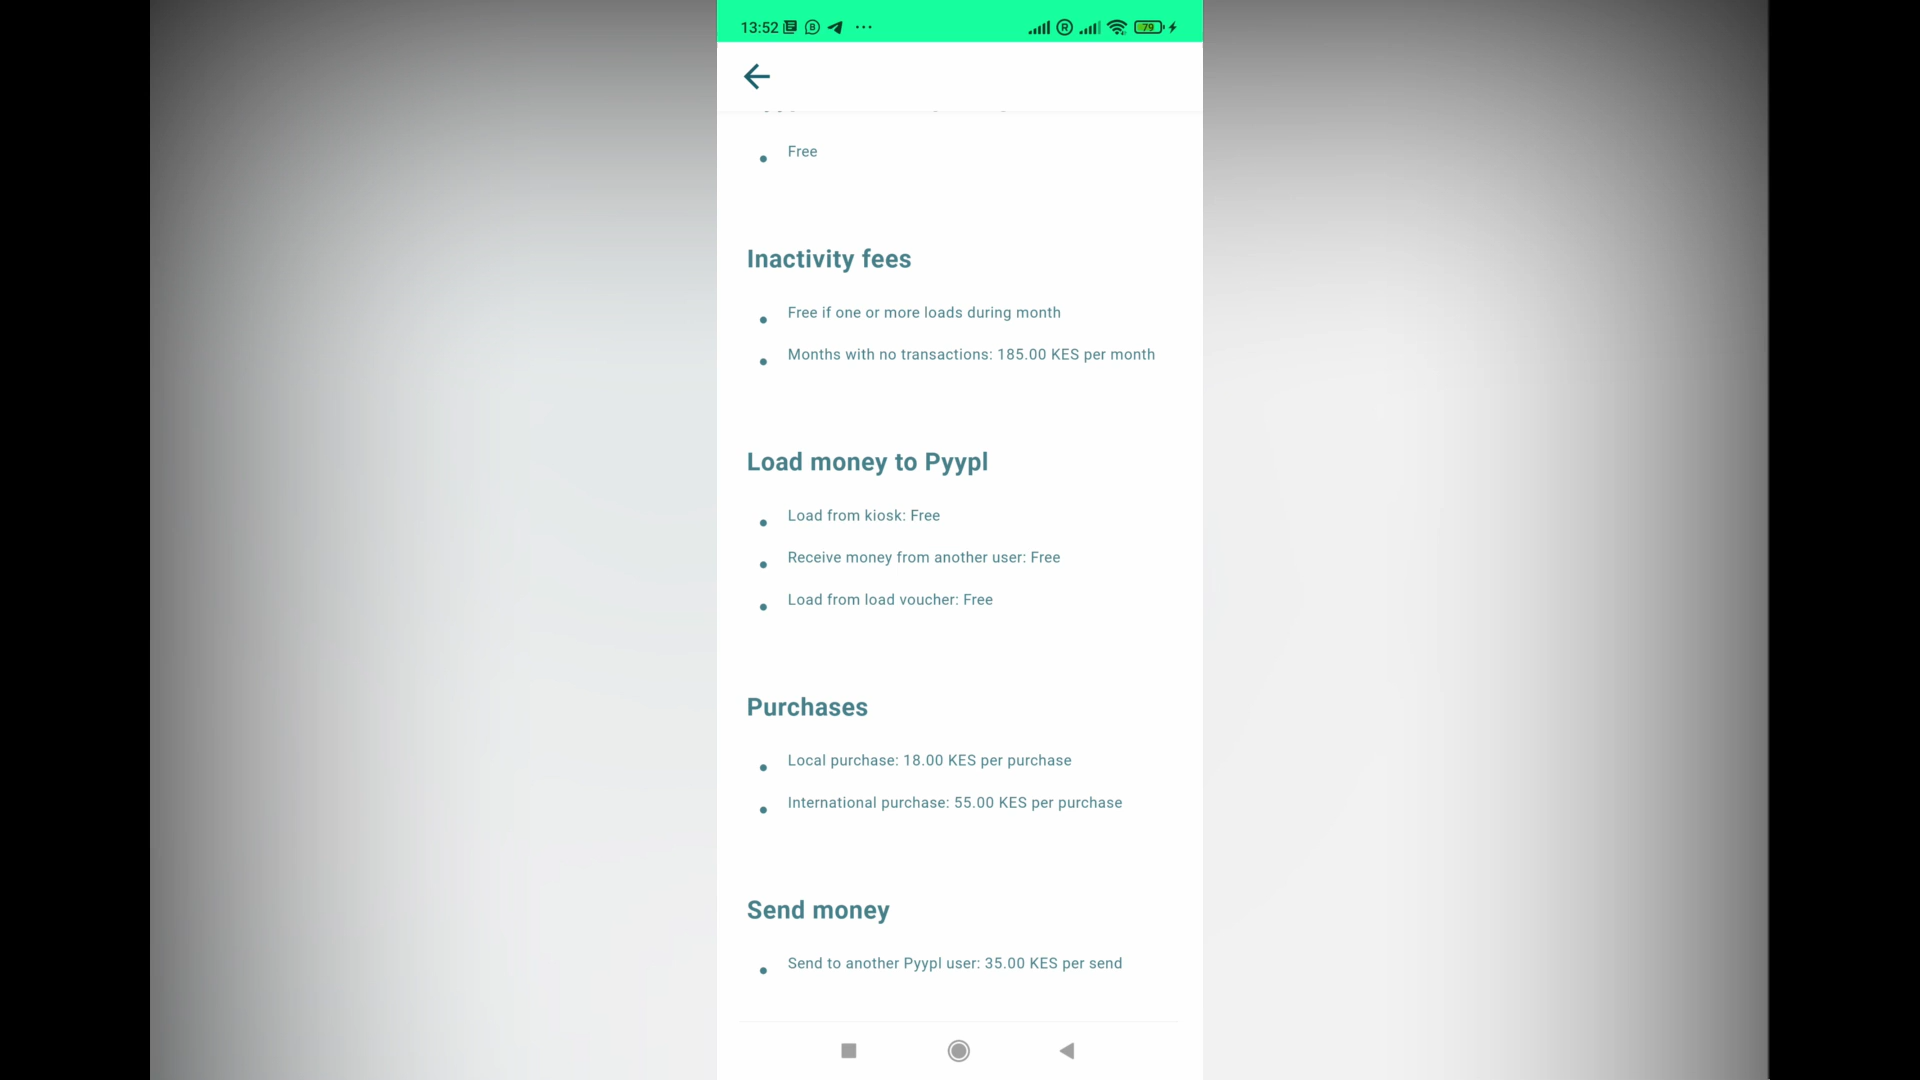 13:52
79
Free
Inactivity fees
Free if one or more loads during month
Months with no transactions: 185.00 KES per month
Load money to Pyypl
Load from kiosk: Free
Receive money from another user: Free
Load from load voucher: Free
Purchases
Local purchase: 18.00 KES per purchase
International purchase: 55.00 KES per purchase
Send money
Send to another Pyypl user: 35.00 KES per send